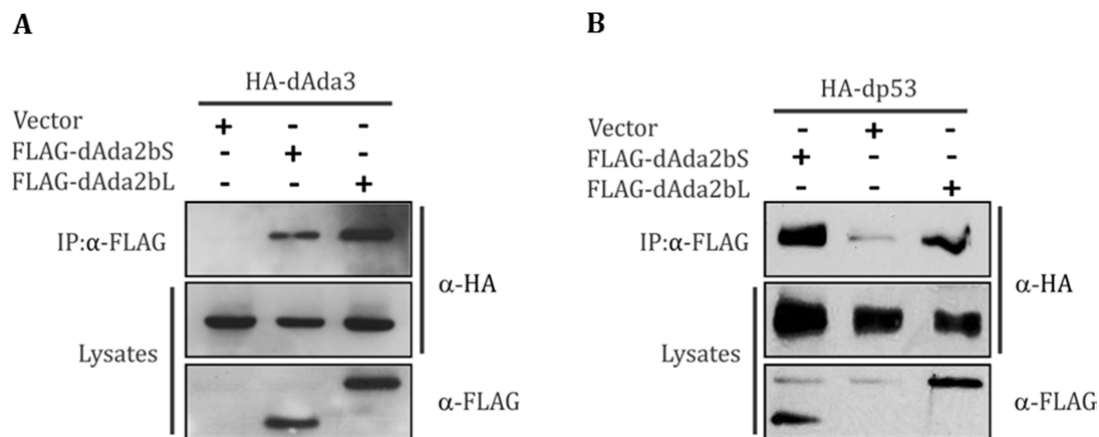 A
HA-dAda3
Vector + - -
FLAG-dAda2bS - + -
FLAG-dAda2bL - - +
IP:α-FLAG
α-HA
Lysates
α-FLAG
B
HA-dp53
Vector - + -
FLAG-dAda2bS + - -
FLAG-dAda2bL - - +
IP:α-FLAG
α-HA
Lysates
α-FLAG